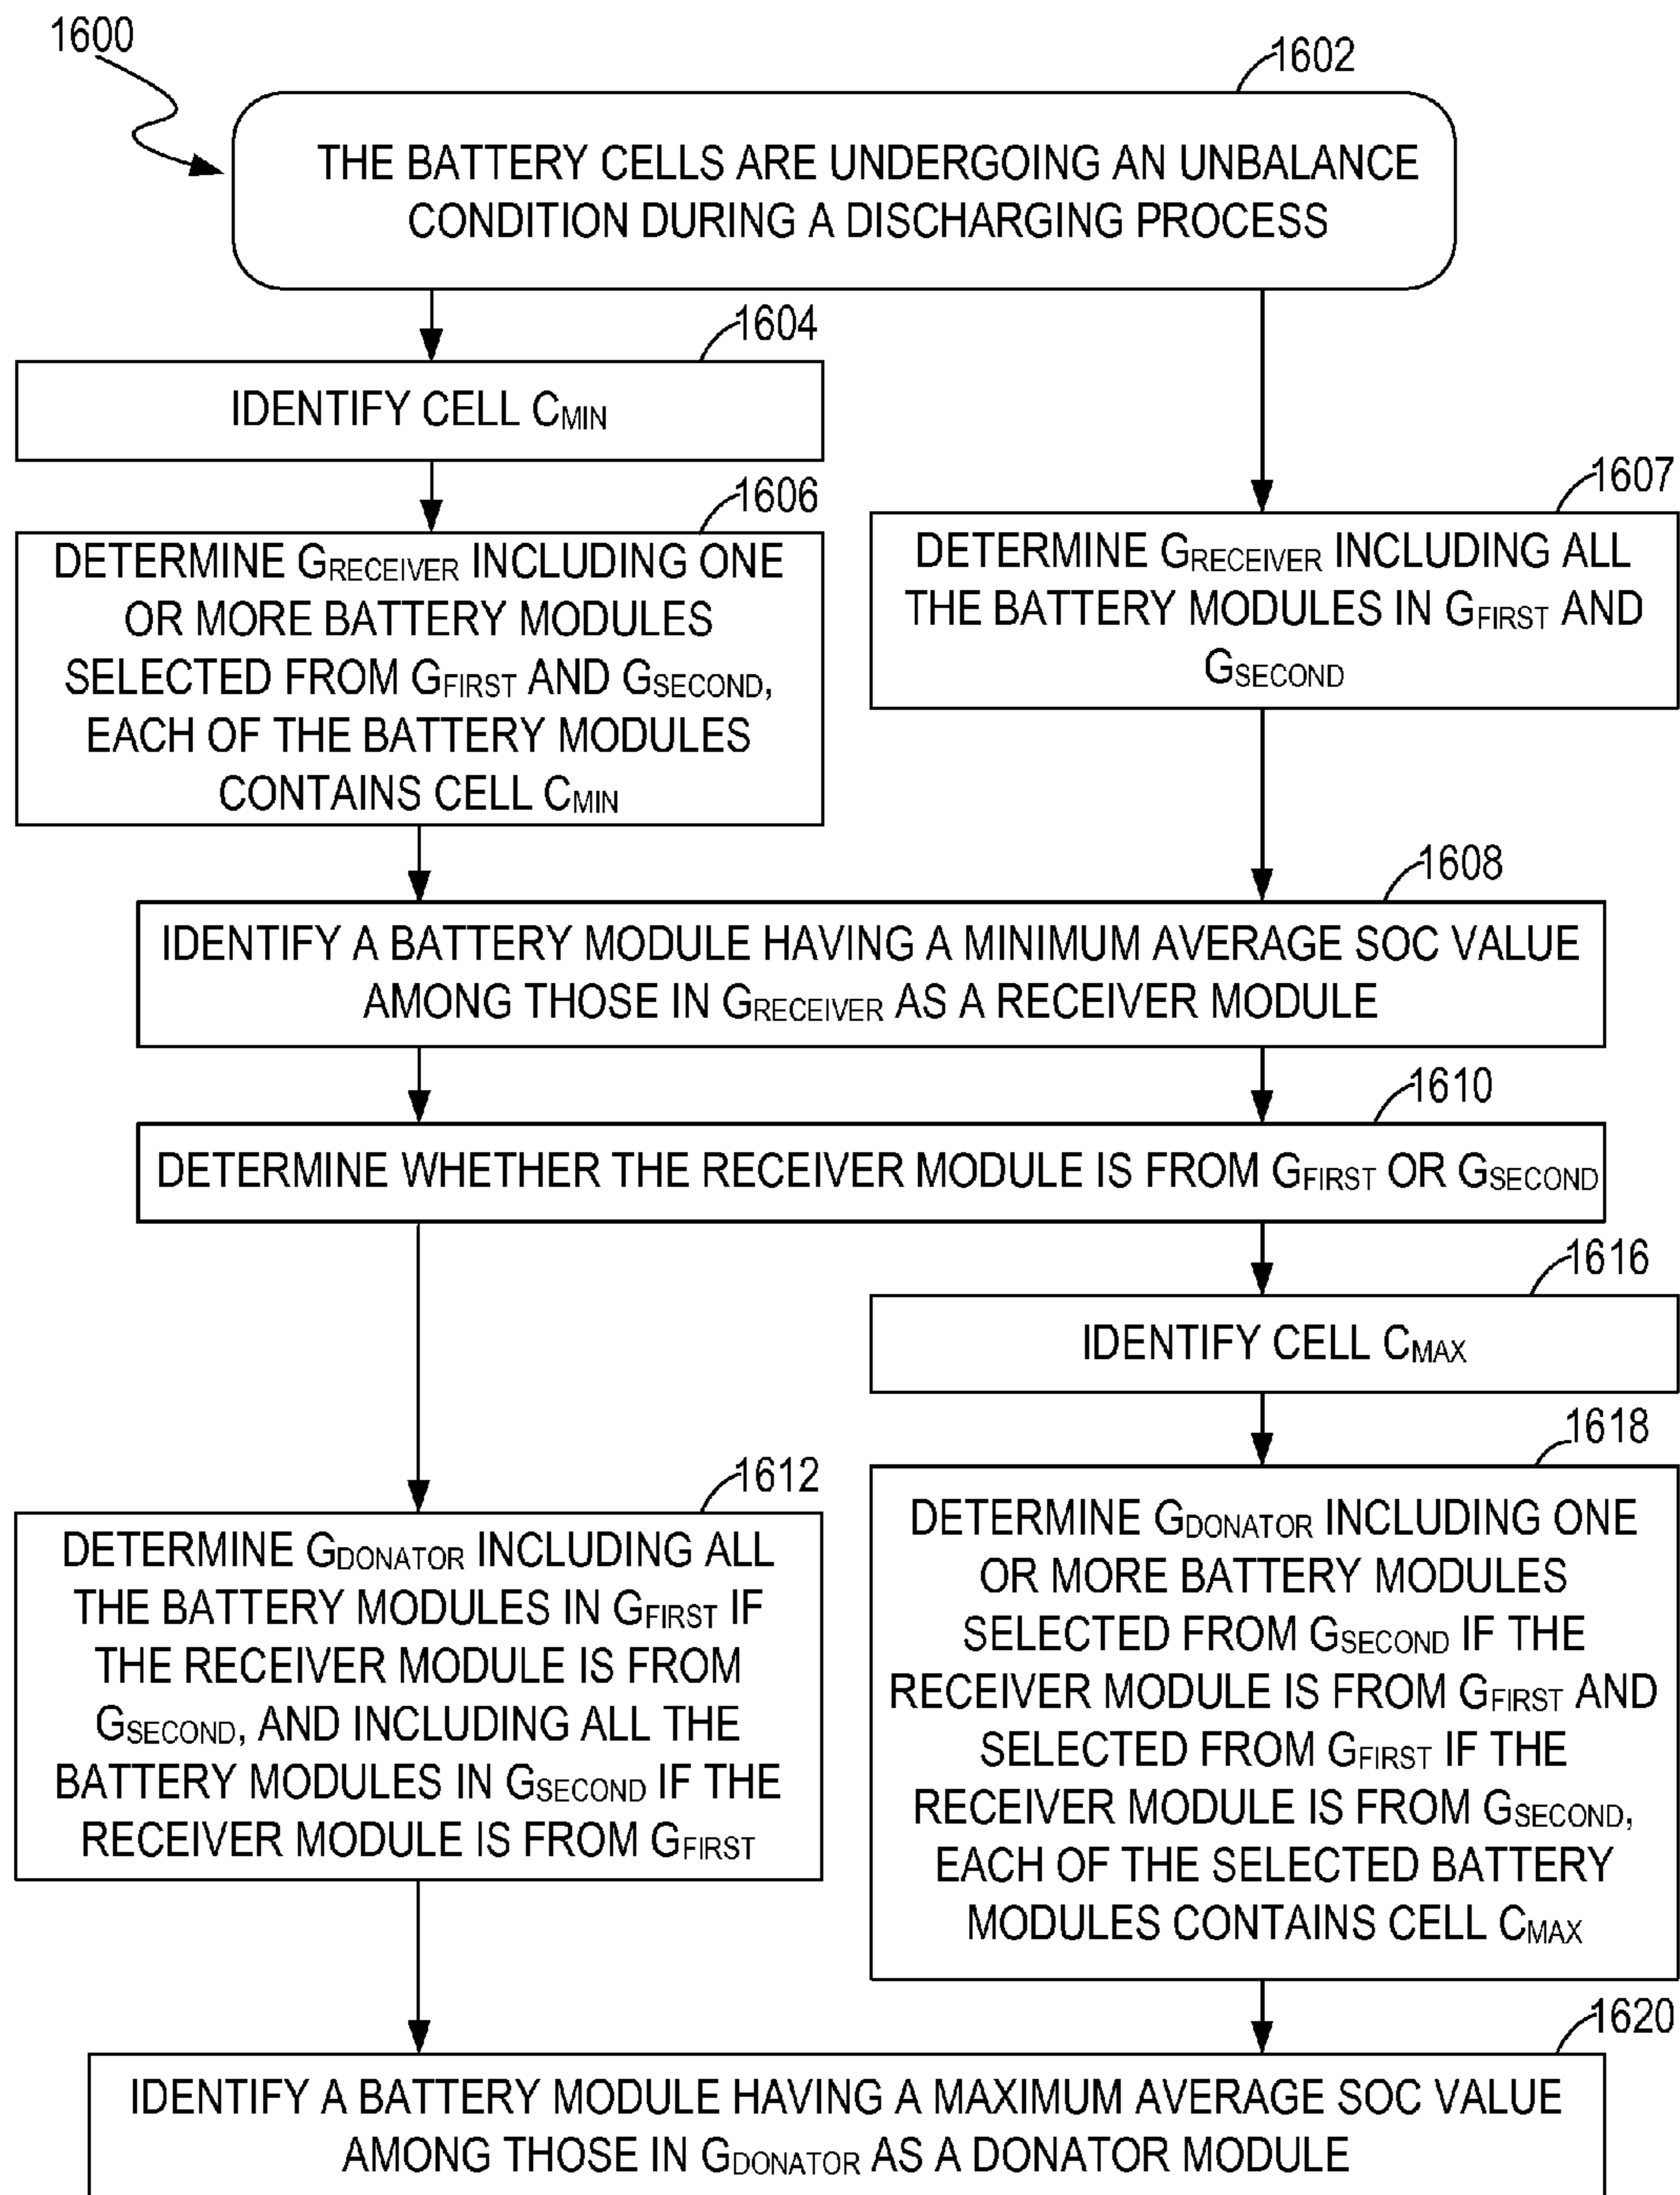 1600
1602
THE BATTERY CELLS ARE UNDERGOING AN UNBALANCE
CONDITION DURING A DISCHARGING PROCESS
1604
IDENTIFY CELL CMIN
1606
DETERMINE GRECEIVER INCLUDING ONE
OR MORE BATTERY MODULES
SELECTED FROM GFIRST AND GSECOND,
EACH OF THE BATTERY MODULES
CONTAINS CELL CMIN
1607
DETERMINE GRECEIVER INCLUDING ALL
THE BATTERY MODULES IN GFIRST AND
GSECOND
1608
IDENTIFY A BATTERY MODULE HAVING A MINIMUM AVERAGE SOC VALUE
AMONG THOSE IN GRECEIVER AS A RECEIVER MODULE
1610
DETERMINE WHETHER THE RECEIVER MODULE IS FROM GFIRST OR GSECOND
1612
DETERMINE GDONATOR INCLUDING ALL
THE BATTERY MODULES IN GFIRST IF
THE RECEIVER MODULE IS FROM
GSECOND, AND INCLUDING ALL THE
BATTERY MODULES IN GSECOND IF THE
RECEIVER MODULE IS FROM GFIRST
1616
IDENTIFY CELL CMAX
1618
DETERMINE GDONATOR INCLUDING ONE
OR MORE BATTERY MODULES
SELECTED FROM GSECOND IF THE
RECEIVER MODULE IS FROM GFIRST AND
SELECTED FROM GFIRST IF THE
RECEIVER MODULE IS FROM GSECOND,
EACH OF THE SELECTED BATTERY
MODULES CONTAINS CELL CMAX
1620
IDENTIFY A BATTERY MODULE HAVING A MAXIMUM AVERAGE SOC VALUE
AMONG THOSE IN GDONATOR AS A DONATOR MODULE